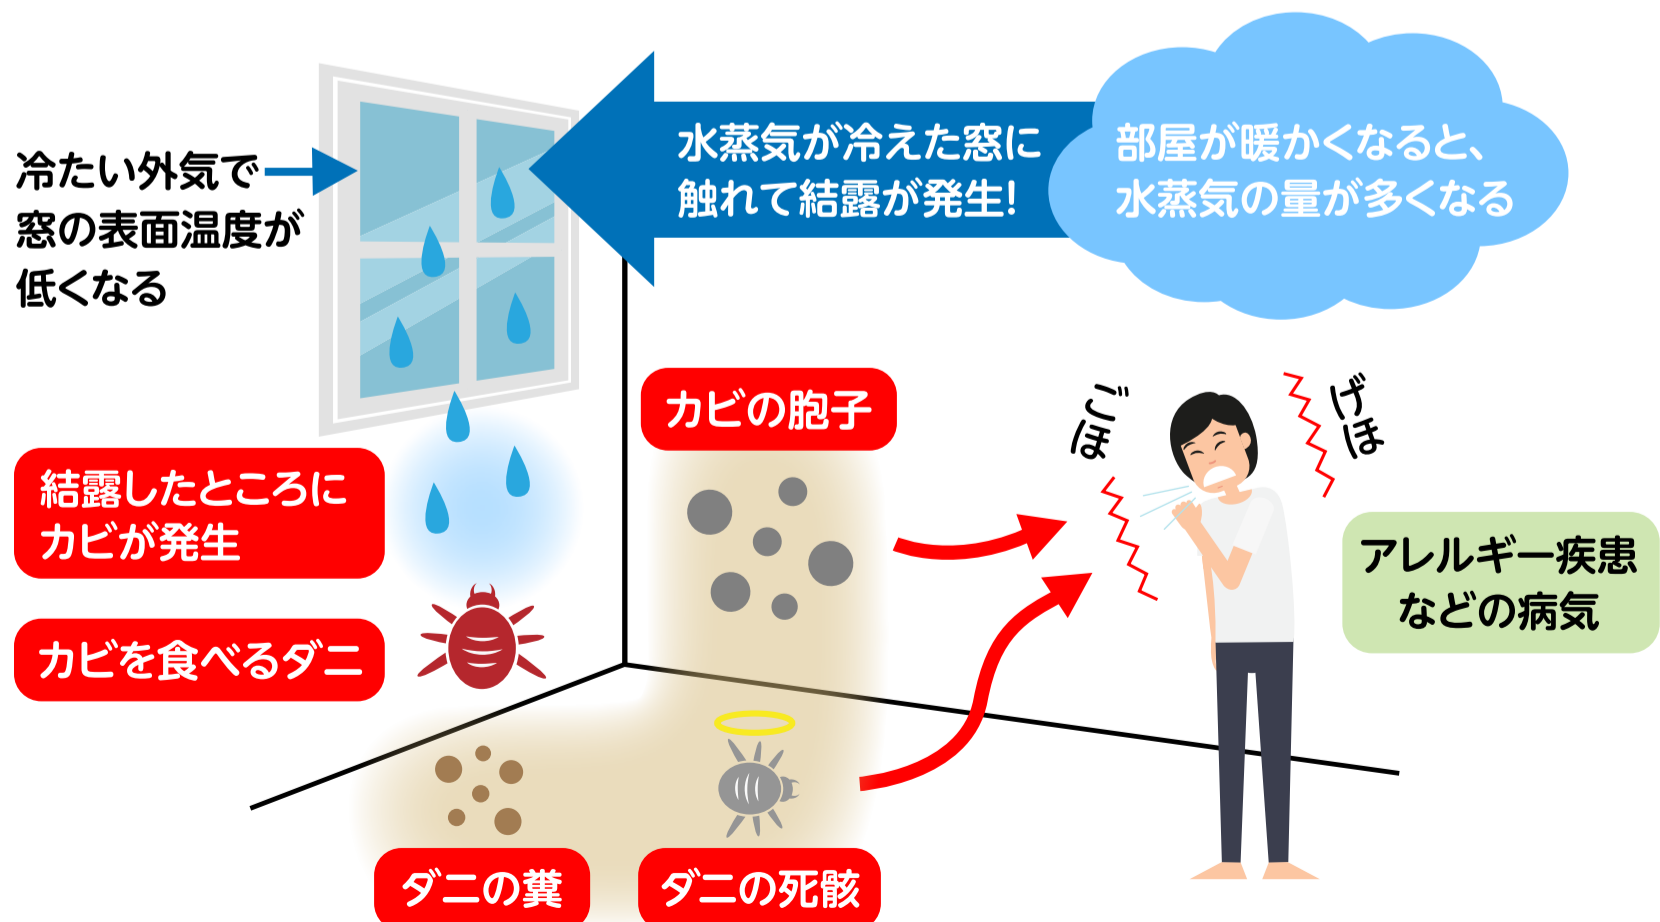 冷たい外気で
窓の表面温度が
低くなる
水蒸気が冷えた窓に
触れて結露が発生!
部屋が暖かくなると、
水蒸気の量が多くなる
カビの胞子
ごほ
げほ
結露したところに
カビが発生
アレルギー疾患
などの病気
カビを食べるダニ
ダニの糞
ダニの死骸